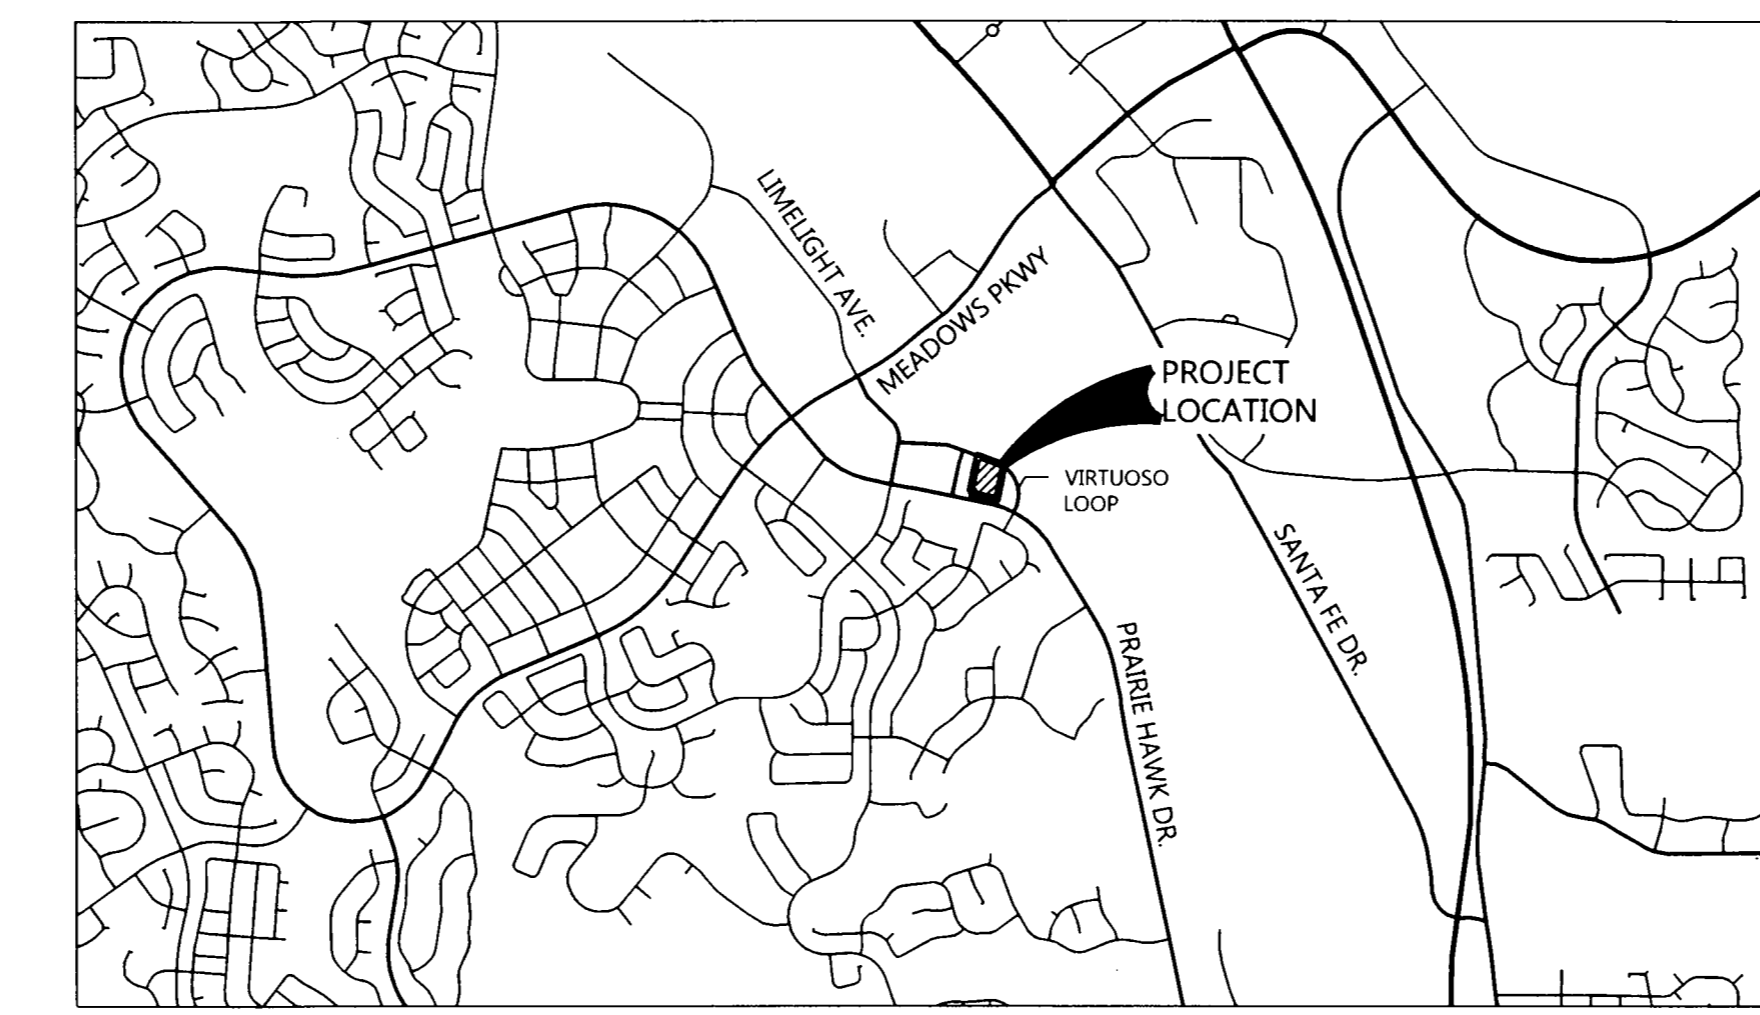 LIMELIGHT AVE.
MEADOWS PKWY
PROJECT
LOCATION
VIRTUOSO
LOOP
SANTA FE DR.
PRAIRIE HAWK DR.